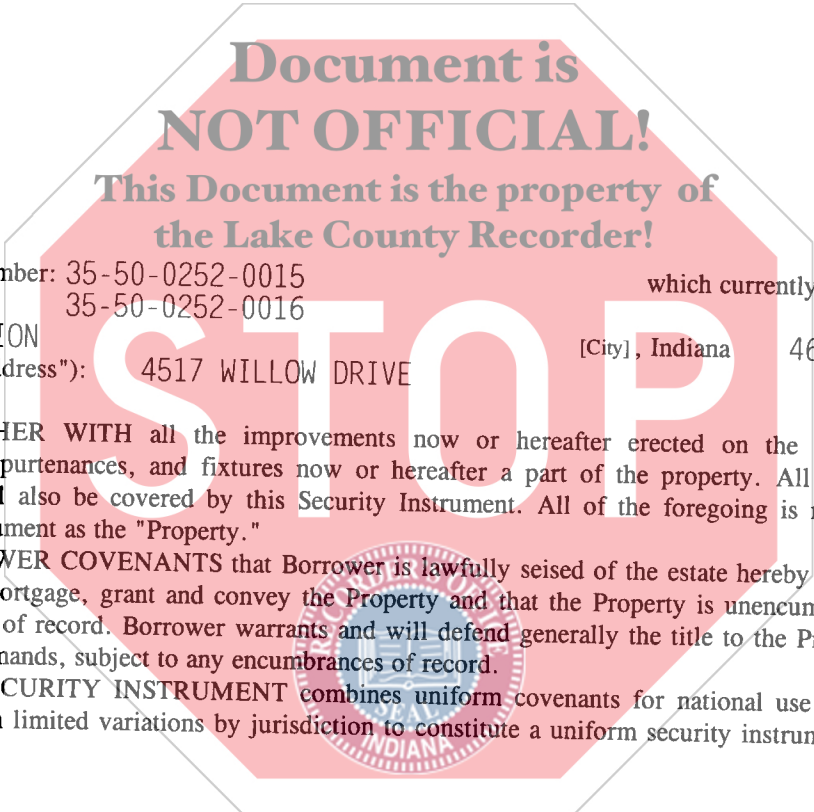 Document is
NOT OFFICIAL!
This Document is the property of
the Lake County Recorder!
mber: 35-50-0252-0015 which currently
35-50-0252-0016
ION [City], Indiana 46
dress"): 4517 WILLOW DRIVE
STOP
HER WITH all the improvements now or hereafter erected on the
purtenances, and fixtures now or hereafter a part of the property. All
also be covered by this Security Instrument. All of the foregoing is
ument as the "Property."
WER COVENANTS that Borrower is lawfully seised of the estate hereby
ortgage, grant and convey the Property and that the Property is unencum
of record. Borrower warrants and will defend generally the title to the P
mands, subject to any encumbrances of record.
CURITY INSTRUMENT combines uniform covenants for national use
limited variations by jurisdiction to constitute a uniform security instrum
RECORDER'S OF THE
SEAL
INDIANA